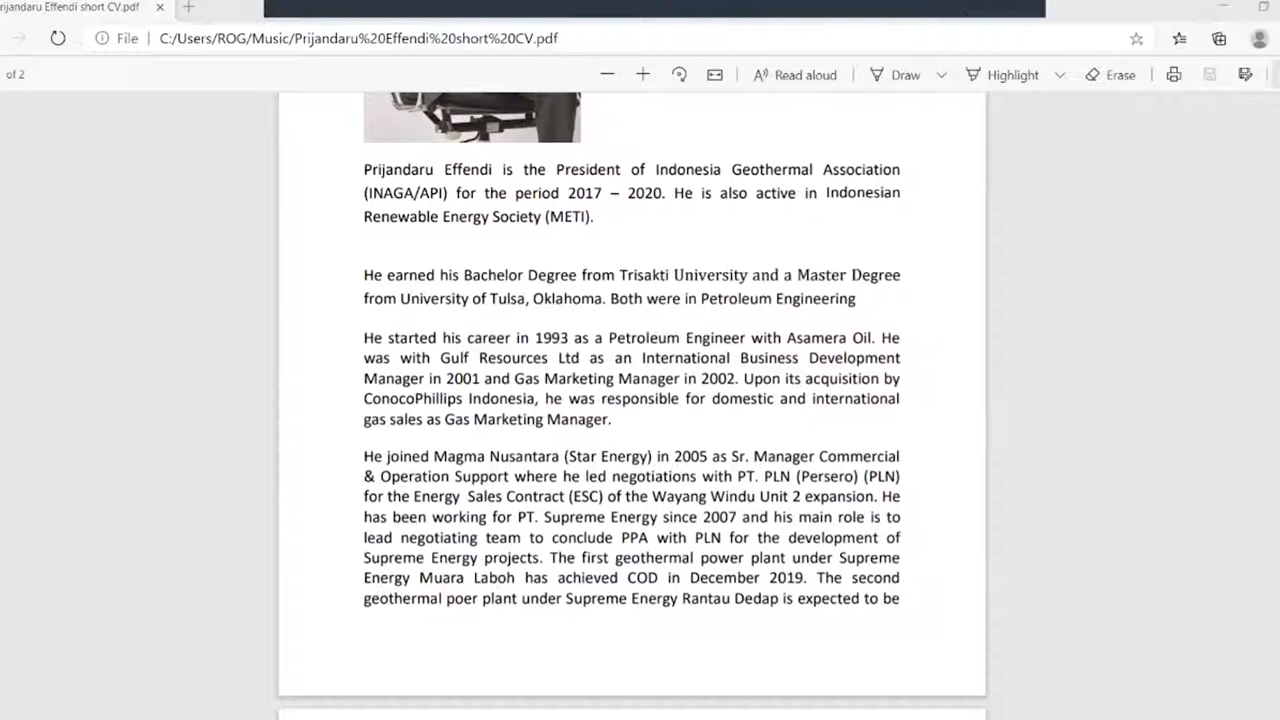 rijandaru Effendi short CV.pdf
File | C:/Users/ROG/Music/Prijandaru%20Effendi%20short%20CV.pdf
of 2 Read aloud Draw Highlight Erase
Prijandaru Effendi is the President of Indonesia Geothermal Association
(INAGA/API) for the period 2017 – 2020. He is also active in Indonesian
Renewable Energy Society (METI).
He earned his Bachelor Degree from Trisakti University and a Master Degree
from University of Tulsa, Oklahoma. Both were in Petroleum Engineering
He started his career in 1993 as a Petroleum Engineer with Asamera Oil. He
was with Gulf Resources Ltd as an International Business Development
Manager in 2001 and Gas Marketing Manager in 2002. Upon its acquisition by
ConocoPhillips Indonesia, he was responsible for domestic and international
gas sales as Gas Marketing Manager.
He joined Magma Nusantara (Star Energy) in 2005 as Sr. Manager Commercial
& Operation Support where he led negotiations with PT. PLN (Persero) (PLN)
for the Energy Sales Contract (ESC) of the Wayang Windu Unit 2 expansion. He
has been working for PT. Supreme Energy since 2007 and his main role is to
lead negotiating team to conclude PPA with PLN for the development of
Supreme Energy projects. The first geothermal power plant under Supreme
Energy Muara Laboh has achieved COD in December 2019. The second
geothermal poer plant under Supreme Energy Rantau Dedap is expected to be